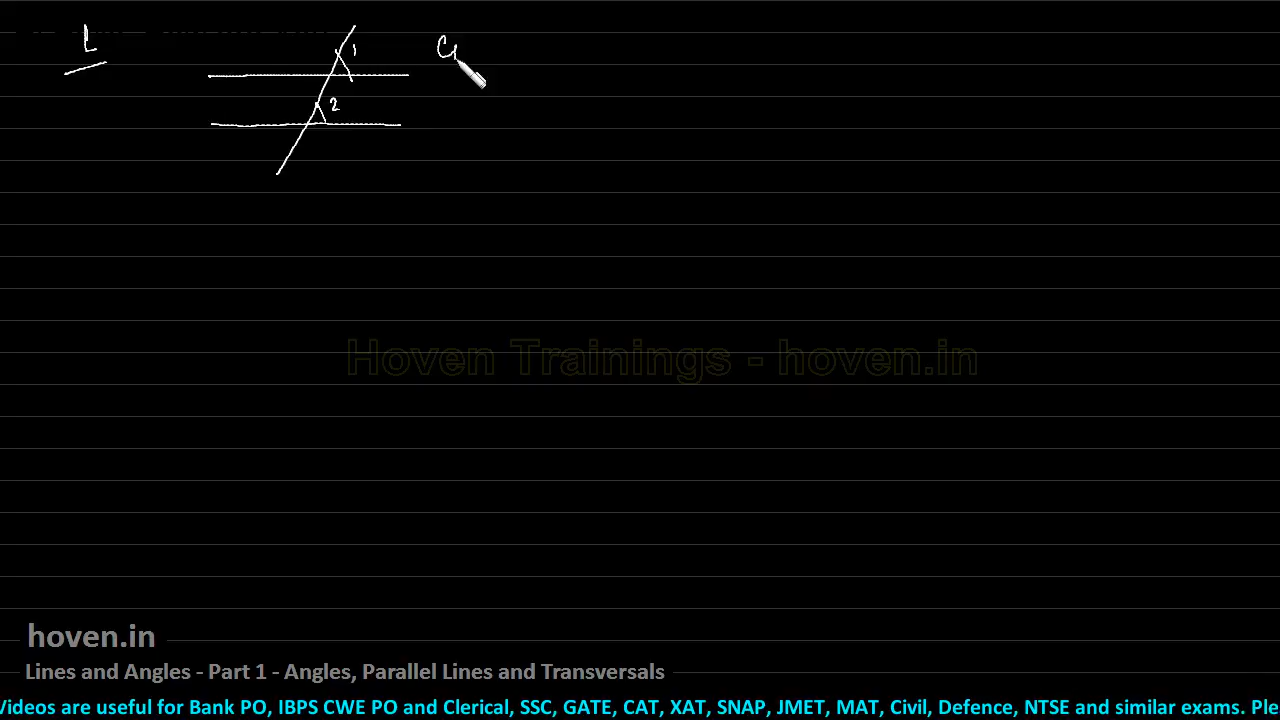 L
1
2
Hoven Trainings - hoven.in
hoven.in
Lines and Angles - Part 1 - Angles, Parallel Lines and Transversals
Videos are useful for Bank PO, IBPS CWE PO and Clerical, SSC, GATE, CAT, XAT, SNAP, JMET, MAT, Civil, Defence, NTSE and similar exams. Ple